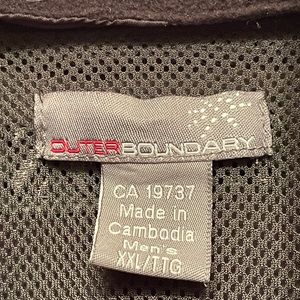 OUTERBOUNDARY
CA 19737
Made in
Cambodia
Men's
XXL/TTG